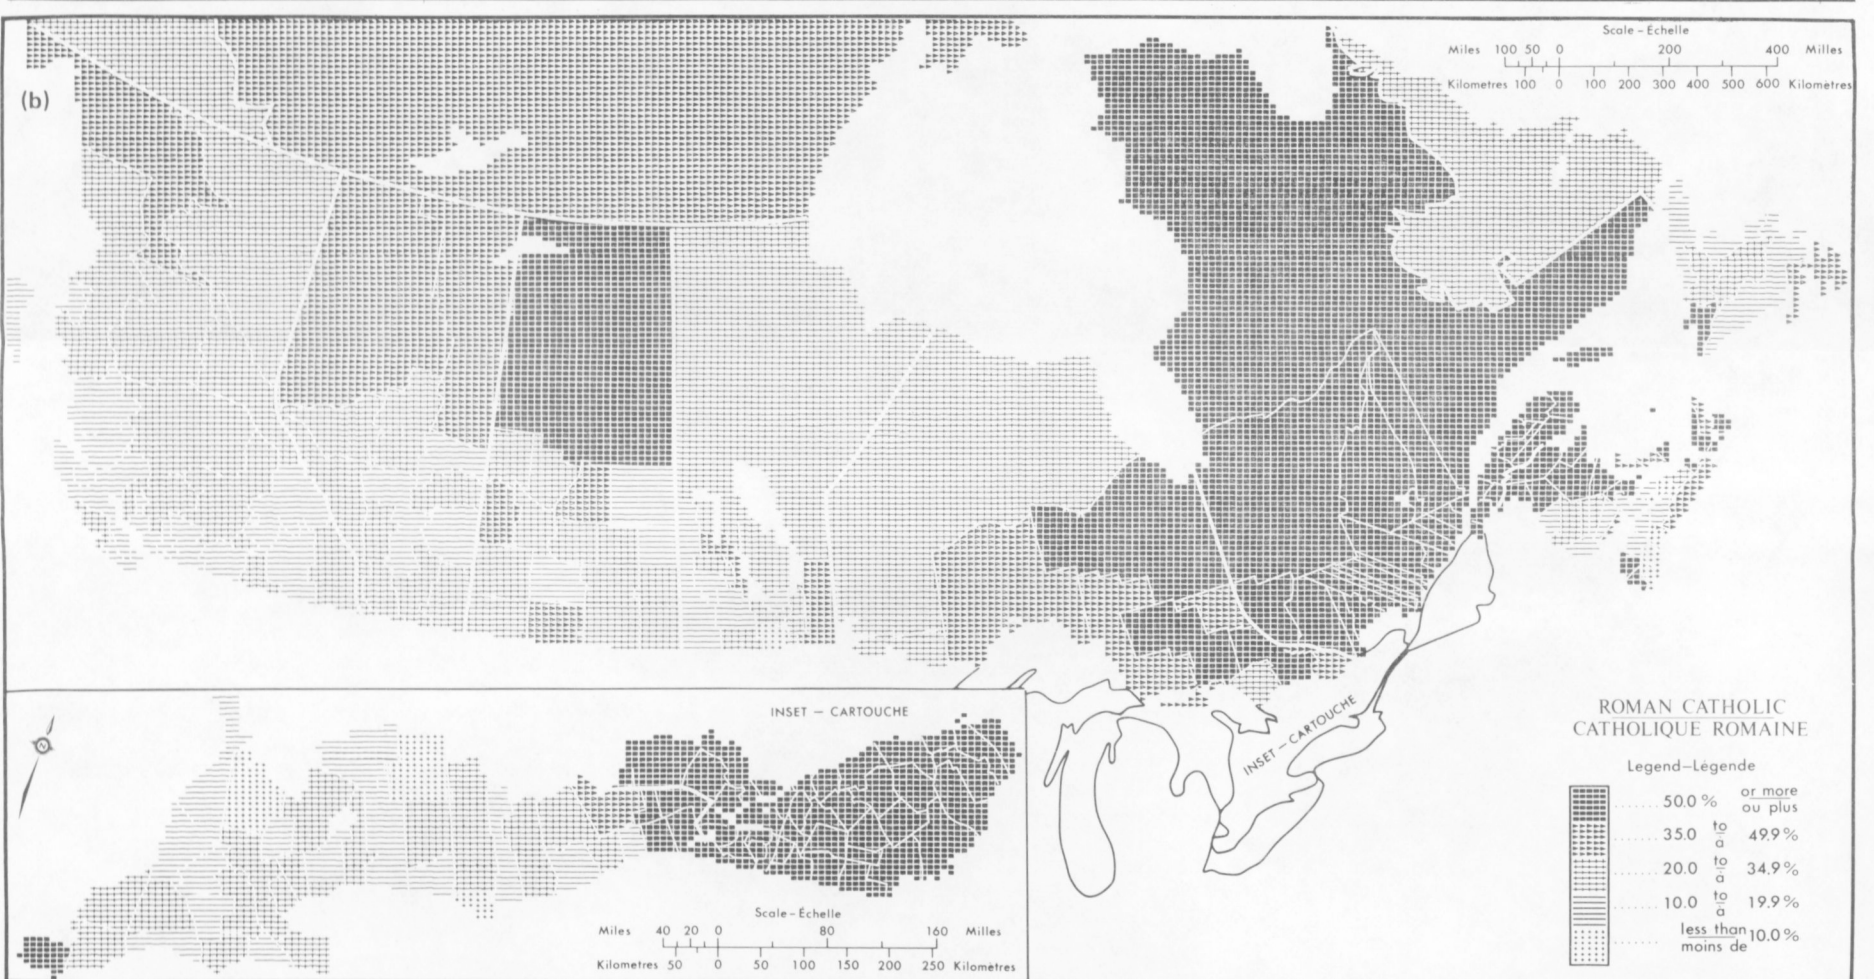 Scale – Échelle
Miles 100 50 0 200 400 Milles
Kilometres 100 0 100 200 300 400 500 600 Kilomètres
(b)
INSET – CARTOUCHE
INSET – CARTOUCHE
N
ROMAN CATHOLIC
CATHOLIQUE ROMAINE
Legend–Légende
50.0 % or more ou plus
35.0 to à 49.9%
20.0 to à 34.9%
10.0 to à 19.9%
less than moins de 10.0%
Scale – Échelle
Miles 40 20 0 80 160 Milles
Kilometres 50 0 50 100 150 200 250 Kilomètres